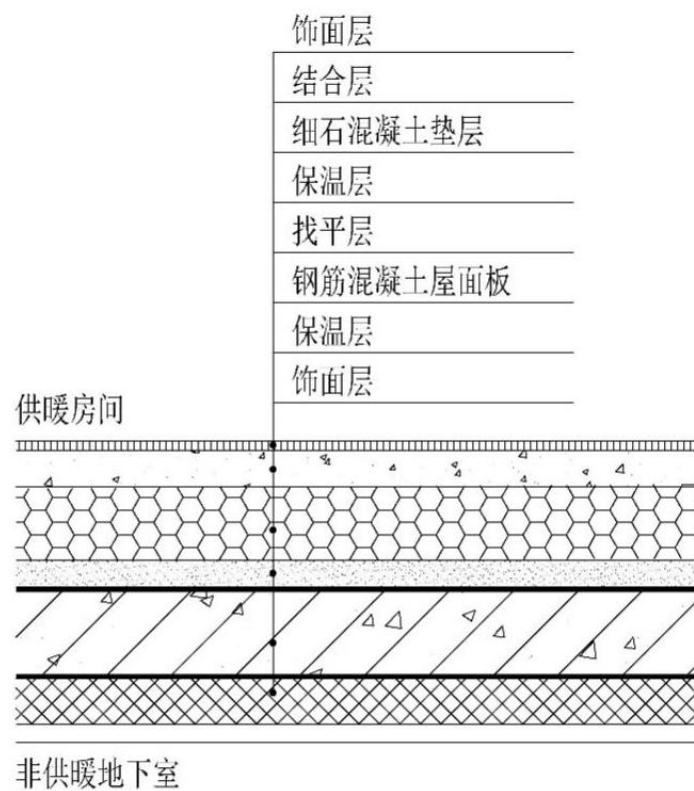 饰面层
结合层
细石混凝土垫层
保温层
找平层
钢筋混凝土屋面板
保温层
饰面层
供暖房问
非供暖地下室